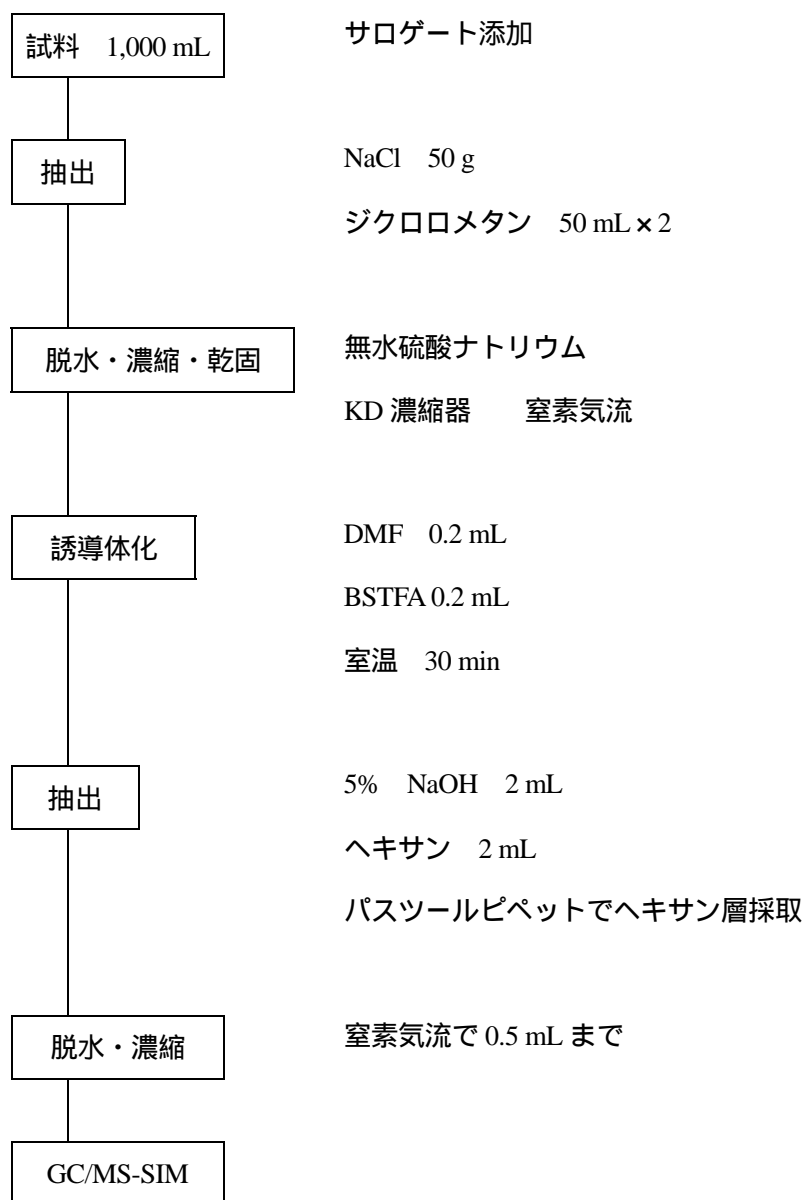 試料　1,000 mL
サロゲート添加
抽出
NaCl　50 g
ジクロロメタン　50 mL×2
脱水・濃縮・乾固
無水硫酸ナトリウム
KD 濃縮器　　窒素気流
誘導体化
DMF　0.2 mL
BSTFA 0.2 mL
室温　30 min
抽出
5%　NaOH　2 mL
ヘキサン　2 mL
パスツールピペットでヘキサン層採取
脱水・濃縮
窒素気流で 0.5 mL まで
GC/MS-SIM